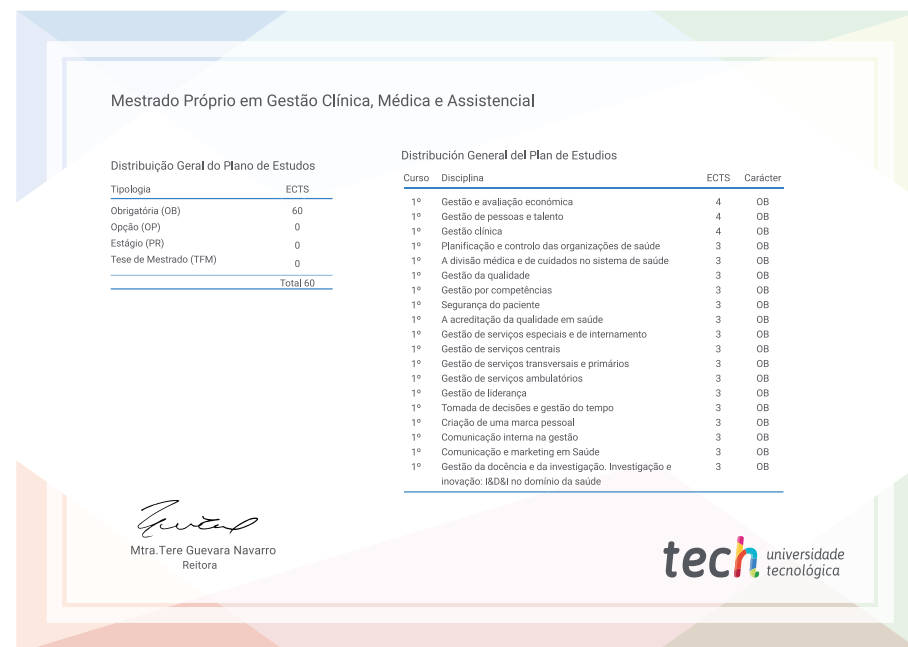 Mestrado Próprio em Gestão Clínica, Médica e Assistencial
Distribuição Geral do Plano de Estudos
Tipologia ECTS
Obrigatória (OB) 60
Opção (OP) 0
Estágio (PR) 0
Tese de Mestrado (TFM) 0
Total 60
Distribución General del Plan de Estudios
Curso Disciplina ECTS Carácter
1º Gestão e avaliação económica 4 OB
1º Gestão de pessoas e talento 4 OB
1º Gestão clínica 4 OB
1º Planificação e controlo das organizações de saúde 3 OB
1º A divisão médica e de cuidados no sistema de saúde 3 OB
1º Gestão da qualidade 3 OB
1º Gestão por competências 3 OB
1º Segurança do paciente 3 OB
1º A acreditação da qualidade em saúde 3 OB
1º Gestão de serviços especiais e de internamento 3 OB
1º Gestão de serviços centrais 3 OB
1º Gestão de serviços transversais e primários 3 OB
1º Gestão de serviços ambulatórios 3 OB
1º Gestão de liderança 3 OB
1º Tomada de decisões e gestão do tempo 3 OB
1º Criação de uma marca pessoal 3 OB
1º Comunicação interna na gestão 3 OB
1º Comunicação e marketing em Saúde 3 OB
1º Gestão da docência e da investigação. Investigação e 3 OB
inovação: I&D&I no domínio da saúde
Mtra.Tere Guevara Navarro
Reitora
tech universidade
tecnológica